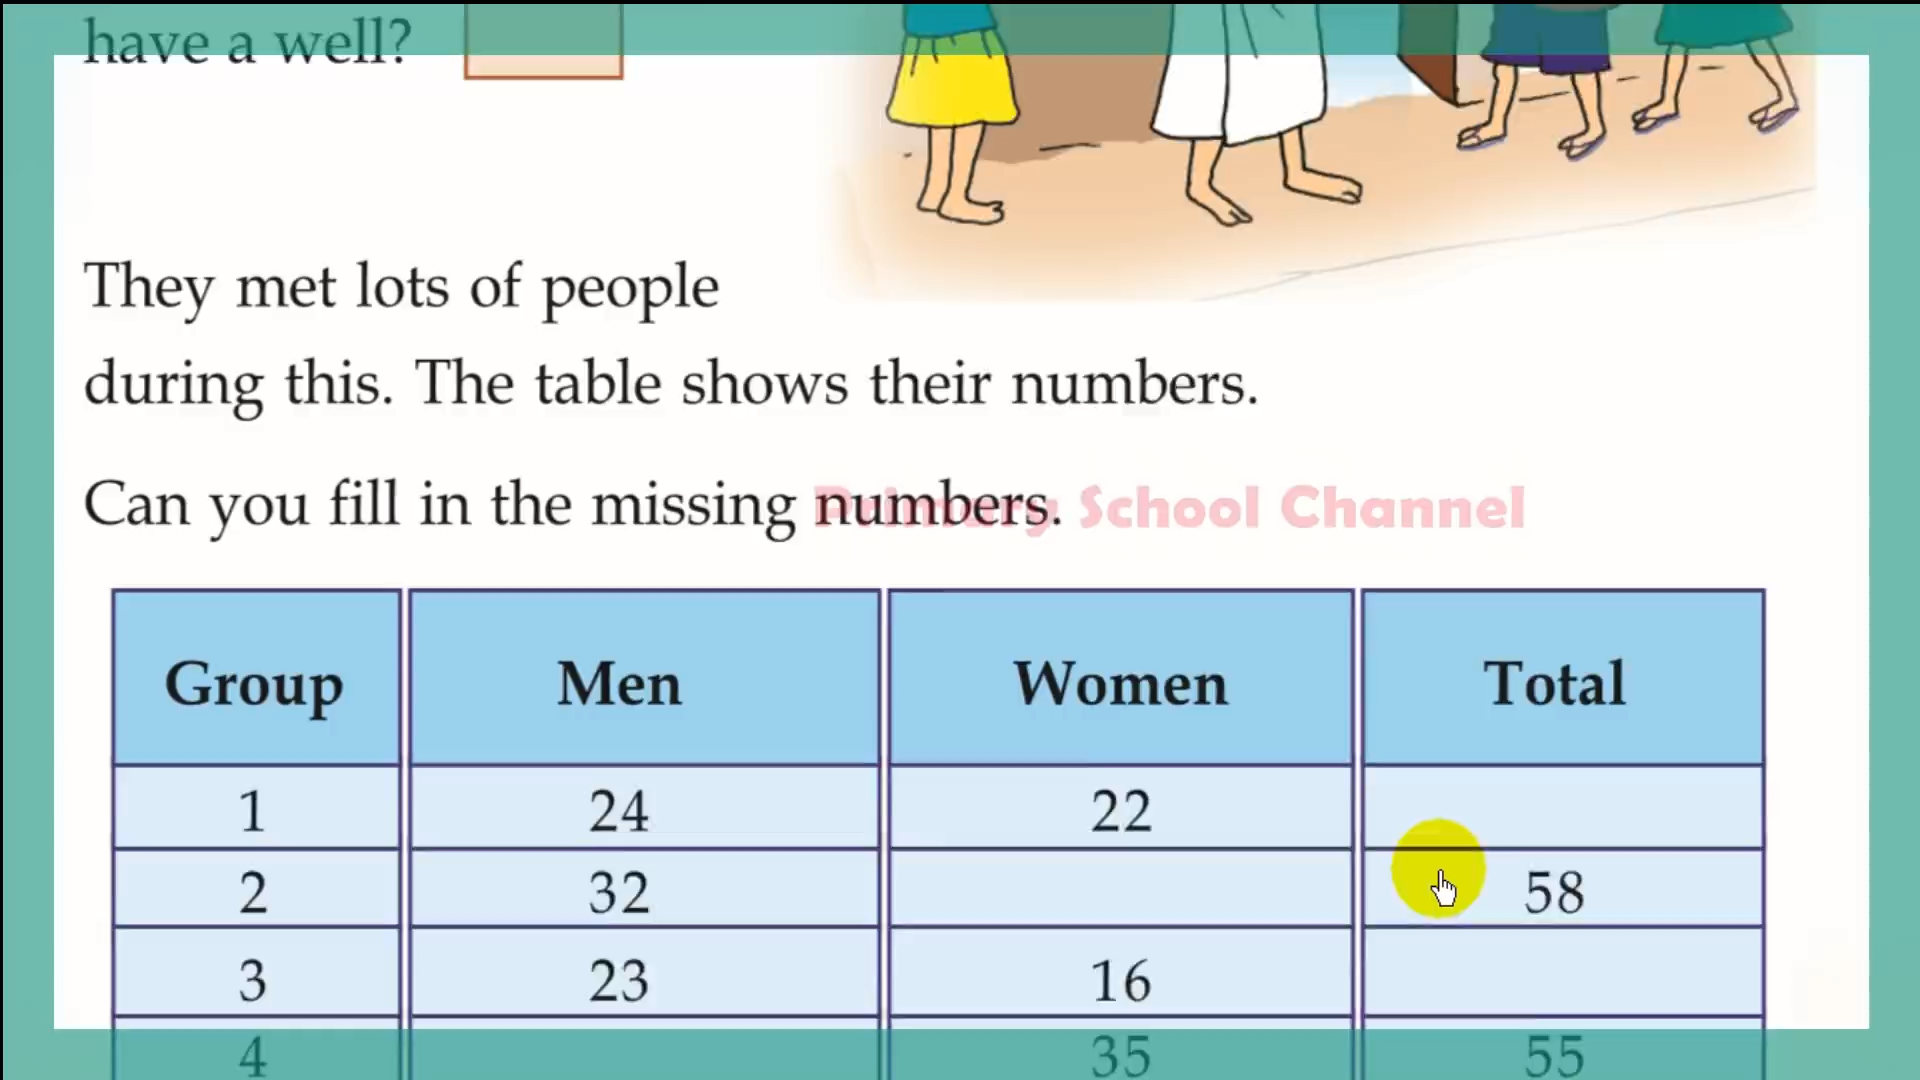 have a well?
They met lots of people
during this. The table shows their numbers.
Can you fill in the missing numbers.
Primary School Channel
Group Men Women Total
1 24 22
2 32 58
3 23 16
4 35 55